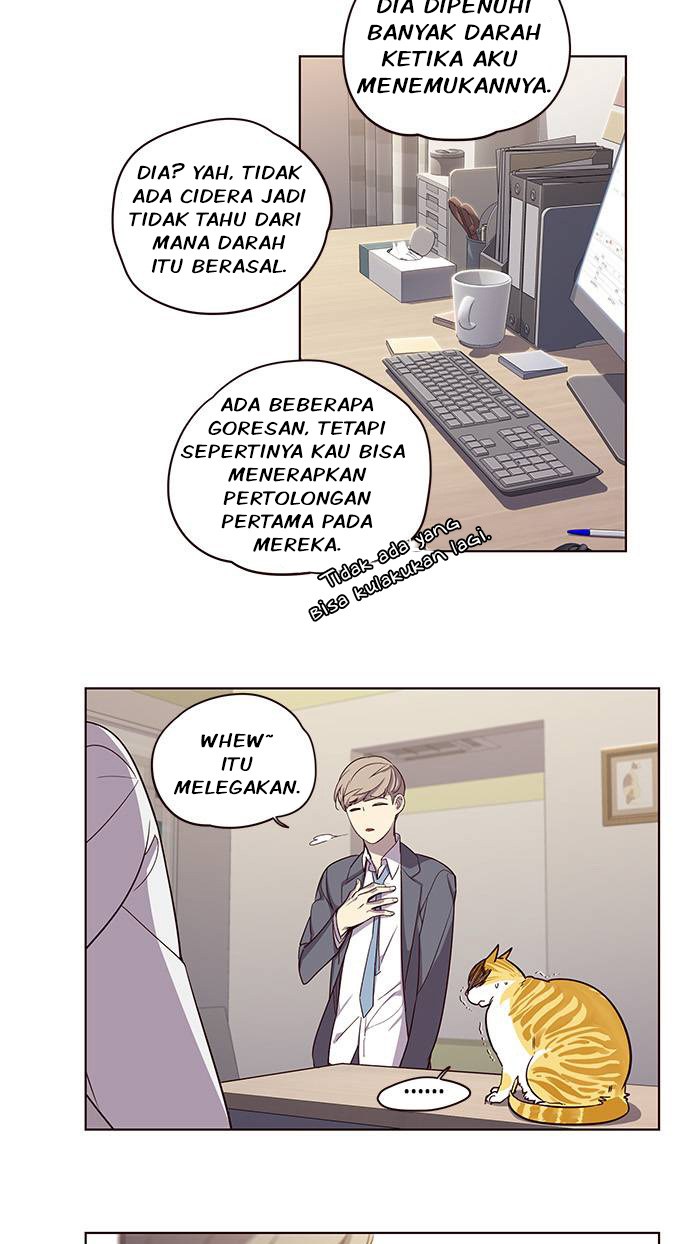 DIA DIPENUHI
BANYAK DARAH
KETIKA AKU
MENEMUKANNYA.
DIA? YAH, TIDAK
ADA CIDERA JADI
TIDAK TAHU DARI
MANA DARAH
ITU BERASAL.
ADA BEBERAPA
GORESAN, TETAPI
SEPERTINYA KAU BISA
MENERAPKAN
PERTOLONGAN
PERTAMA PADA
MEREKA.
Tidak ada yang
Bisa kulakukan lagi.
WHEW~
ITU
MELEGAKAN.
......